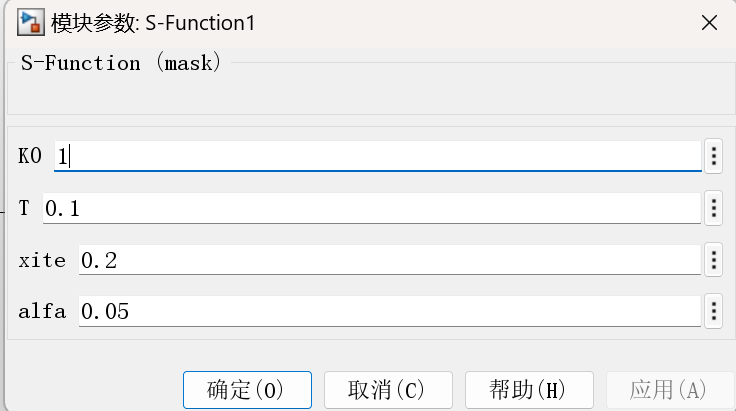 模块参数: S-Function1
S-Function (mask)
KO 1
T 0.1
xite 0.2
alfa 0.05
确定(O) 取消(C) 帮助(H) 应用(A)